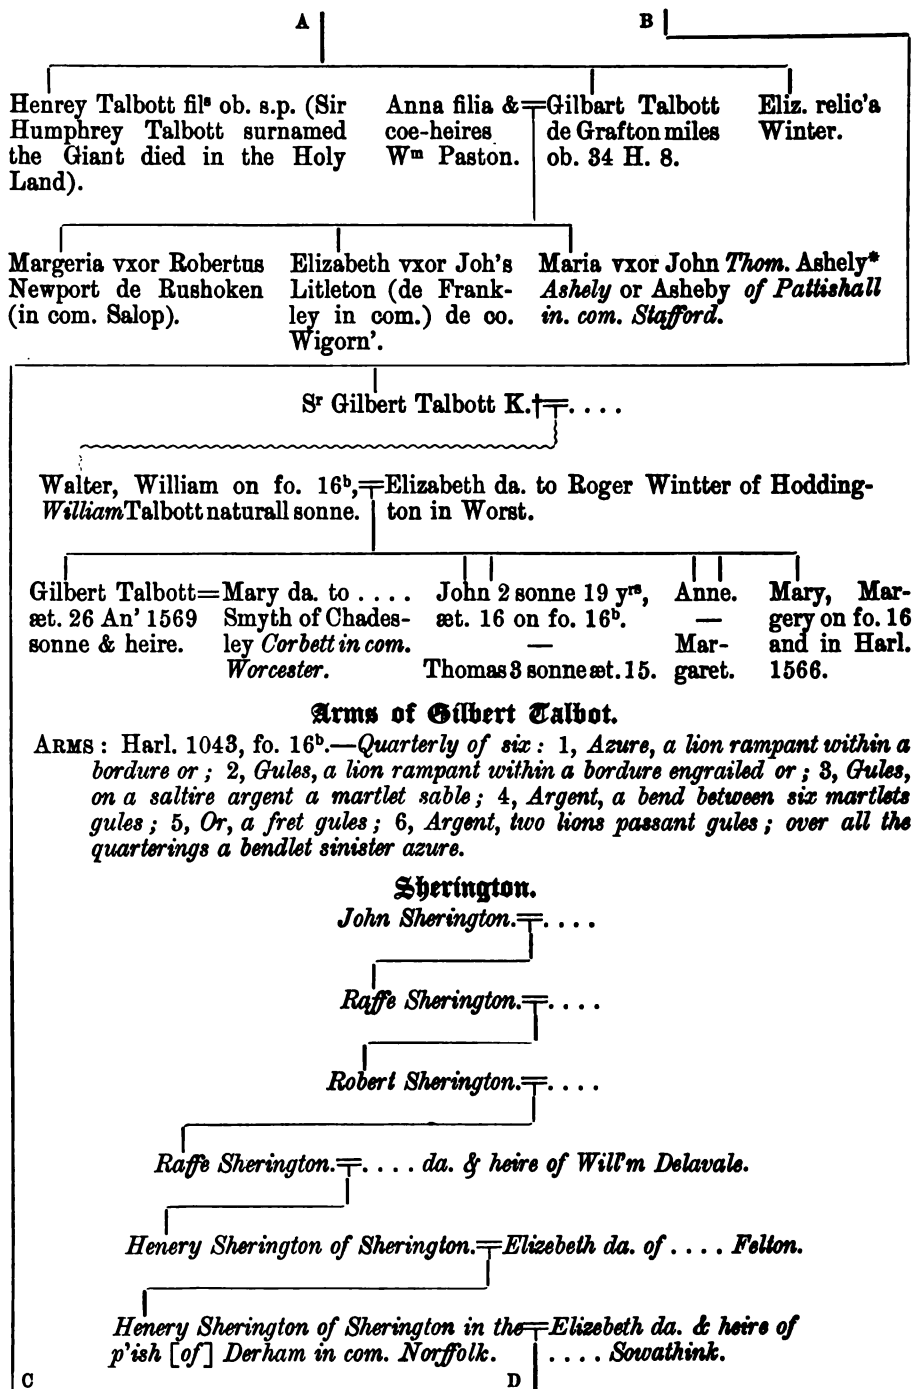 A B
Henrey Talbott filˢ ob. s.p. (Sir
Humphrey Talbott surnamed
the Giant died in the Holy
Land).
Anna filia &
coe-heires
Wᵐ Paston.
Gilbart Talbott
de Grafton miles
ob. 34 H. 8.
Eliz. relic'a
Winter.
Margeria vxor Robertus
Newport de Rushoken
(in com. Salop).
Elizabeth vxor Joh's
Litleton (de Frank-
ley in com.) de co.
Wigorn'.
Maria vxor John Thom. Ashely*
Ashely or Asheby of Pattishall
in. com. Stafford.
Sʳ Gilbert Talbott K.†=. . . .
Walter, William on fo. 16ᵇ,
William Talbott naturall sonne.
=Elizabeth da. to Roger Wintter of Hodding-
ton in Worst.
Gilbert Talbott=
æt. 26 An' 1569
sonne & heire.
Mary da. to . . . .
Smyth of Chades-
ley Corbett in com.
Worcester.
John 2 sonne 19 yʳˢ,
æt. 16 on fo. 16ᵇ.
—
Thomas 3 sonne æt. 15.
Anne.
—
Mar-
garet.
Mary, Mar-
gery on fo. 16
and in Harl.
1566.
Arms of Gilbert Talbot.
ARMS : Harl. 1043, fo. 16ᵇ.—Quarterly of six : 1, Azure, a lion rampant within a
bordure or ; 2, Gules, a lion rampant within a bordure engrailed or ; 3, Gules,
on a saltire argent a martlet sable ; 4, Argent, a bend between six martlets
gules ; 5, Or, a fret gules ; 6, Argent, two lions passant gules ; over all the
quarterings a bendlet sinister azure.
Sherington.
John Sherington.=. . . .
Raffe Sherington.=. . . .
Robert Sherington.=. . . .
Raffe Sherington.=. . . . da. & heire of Will'm Delavale.
Henery Sherington of Sherington.=Elizebeth da. of . . . . Felton.
Henery Sherington of Sherington in the=Elizebeth da. & heire of
p'ish [of] Derham in com. Norffolk. . . . . Sowathink.
C D